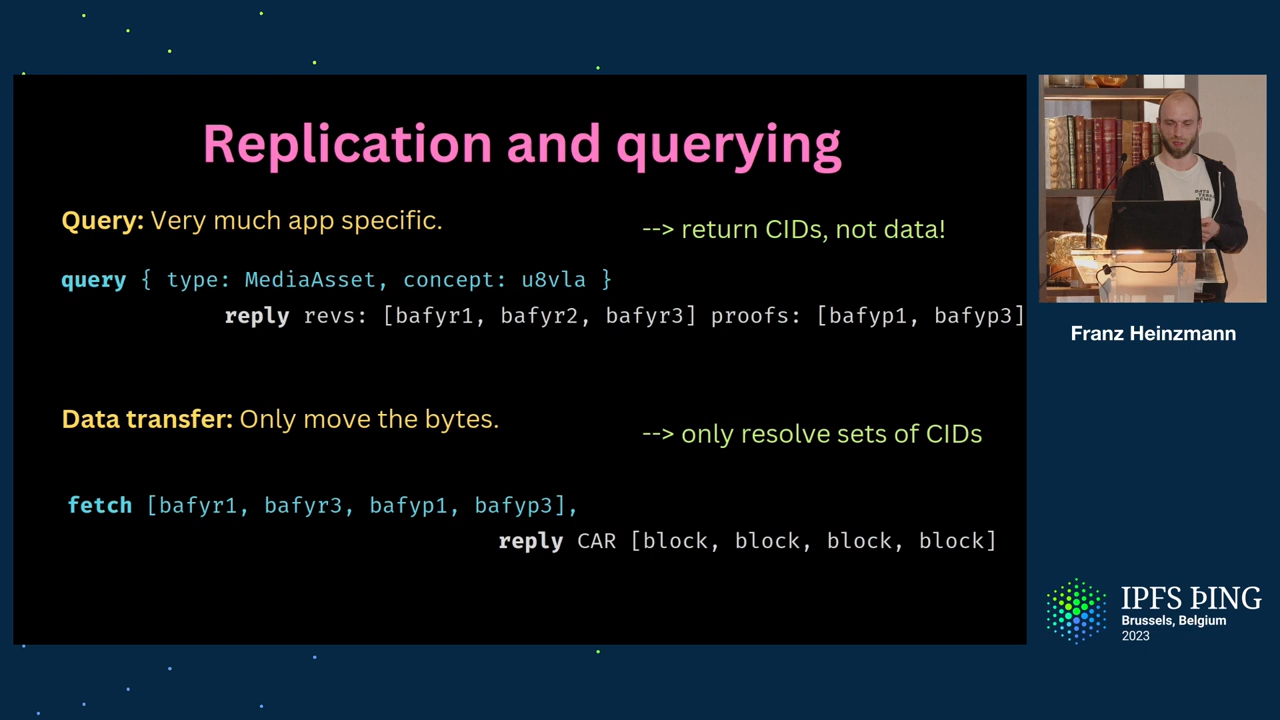 Replication and querying
Query: Very much app specific.
--> return CIDs, not data!
query { type: MediaAsset, concept: u8vla }
reply revs: [bafyr1, bafyr2, bafyr3] proofs: [bafyp1, bafyp3]
Data transfer: Only move the bytes.
--> only resolve sets of CIDs
fetch [bafyr1, bafyr3, bafyp1, bafyp3],
reply CAR [block, block, block, block]
DATA
Franz Heinzmann
IPFS ÞING
Brussels, Belgium
2023